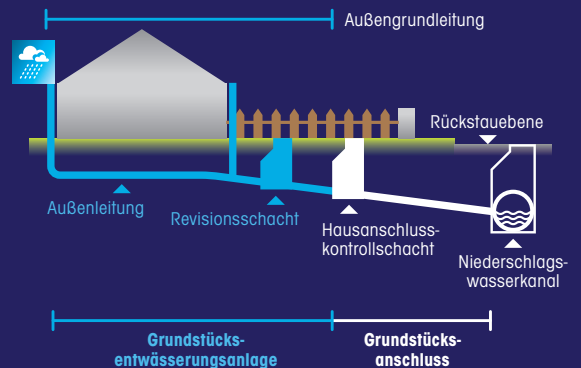 Außengrundleitung
Rückstauebene
Außenleitung
Revisionsschacht
Hausanschluss-
kontrollschacht
Niederschlags-
wasserkanal
Grundstücks-
entwässerungsanlage
Grundstücks-
anschluss